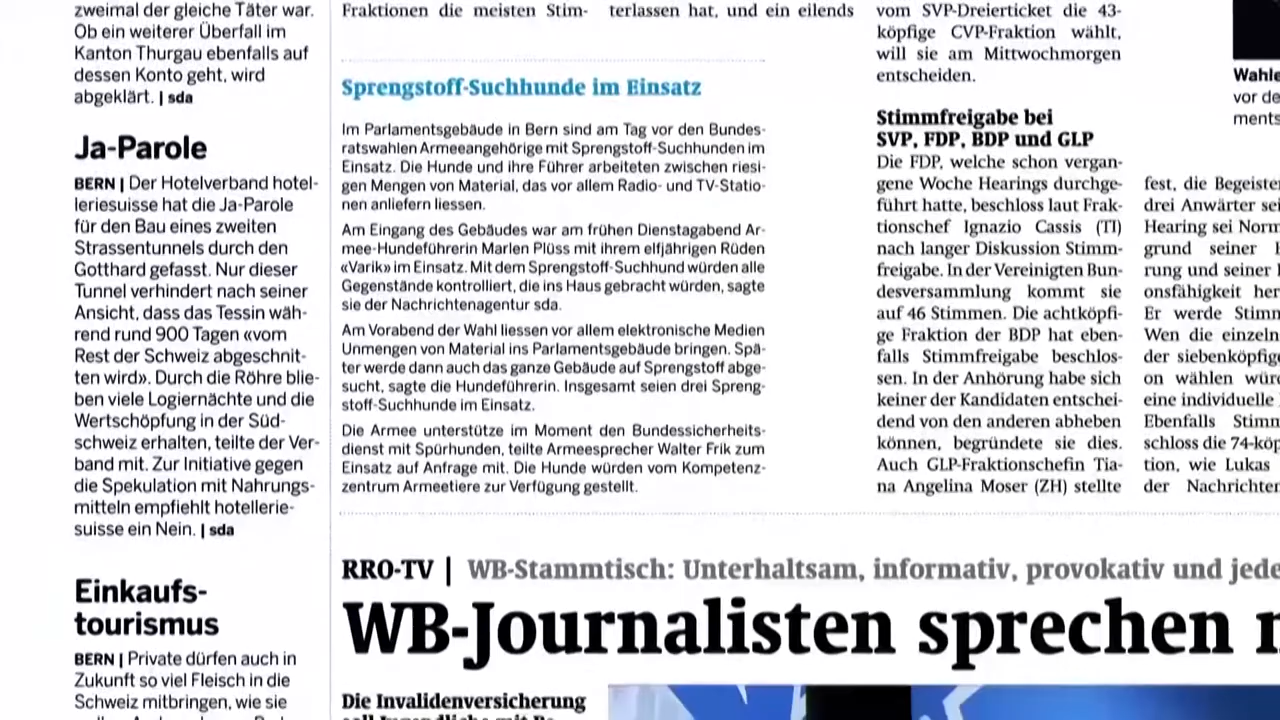 zweimal der gleiche Täter war.
Ob ein weiterer Überfall im
Kanton Thurgau ebenfalls auf
dessen Konto geht, wird
abgeklärt. | sda
Ja-Parole
BERN | Der Hotelverband hotel-
leriesuisse hat die Ja-Parole
für den Bau eines zweiten
Strassentunnels durch den
Gotthard gefasst. Nur dieser
Tunnel verhindert nach seiner
Ansicht, dass das Tessin wäh-
rend rund 900 Tagen «vom
Rest der Schweiz abgeschnit-
ten wird». Durch die Röhre blie-
ben viele Logiernächte und die
Wertschöpfung in der Süd-
schweiz erhalten, teilte der Ver-
band mit. Zur Initiative gegen
die Spekulation mit Nahrungs-
mitteln empfiehlt hotellerie-
suisse ein Nein. | sda
Einkaufs-
tourismus
BERN | Private dürfen auch in
Zukunft so viel Fleisch in die
Schweiz mitbringen, wie sie
Fraktionen die meisten Stim-
terlassen hat, und ein eilends
Sprengstoff-Suchhunde im Einsatz
Im Parlamentsgebäude in Bern sind am Tag vor den Bundes-
ratswahlen Armeeangehörige mit Sprengstoff-Suchhunden im
Einsatz. Die Hunde und ihre Führer arbeiteten zwischen riesi-
gen Mengen von Material, das vor allem Radio- und TV-Statio-
nen anliefern liessen.
Am Eingang des Gebäudes war am frühen Dienstagabend Ar-
mee-Hundeführerin Marlen Plüss mit ihrem elfjährigen Rüden
«Varik» im Einsatz. Mit dem Sprengstoff-Suchhund würden alle
Gegenstände kontrolliert, die ins Haus gebracht würden, sagte
sie der Nachrichtenagentur sda.
Am Vorabend der Wahl liessen vor allem elektronische Medien
Unmengen von Material ins Parlamentsgebäude bringen. Spä-
ter werde dann auch das ganze Gebäude auf Sprengstoff abge-
sucht, sagte die Hundeführerin. Insgesamt seien drei Spreng-
stoff-Suchhunde im Einsatz.
Die Armee unterstütze im Moment den Bundessicherheits-
dienst mit Spürhunden, teilte Armeesprecher Walter Frik zum
Einsatz auf Anfrage mit. Die Hunde würden vom Kompetenz-
zentrum Armeetiere zur Verfügung gestellt.
vom SVP-Dreierticket die 43-
köpfige CVP-Fraktion wählt,
will sie am Mittwochmorgen
entscheiden.
Stimmfreigabe bei
SVP, FDP, BDP und GLP
Die FDP, welche schon vergan-
gene Woche Hearings durchge-
führt hatte, beschloss laut Frak-
tionschef Ignazio Cassis (TI)
nach langer Diskussion Stimm-
freigabe. In der Vereinigten Bun-
desversammlung kommt sie
auf 46 Stimmen. Die achtköpfi-
ge Fraktion der BDP hat eben-
falls Stimmfreigabe beschlos-
sen. In der Anhörung habe sich
keiner der Kandidaten entschei-
dend von den anderen abheben
können, begründete sie dies.
Auch GLP-Fraktionschefin Tia-
na Angelina Moser (ZH) stellte
Wahle
vor de
ments
fest, die Begeister
drei Anwärter sei
Hearing sei Norm
grund seiner
rung und seiner
onsfähigkeit her
Er werde Stimm
Wen die einzeln
der siebenköpfige
on wählen würd
eine individuelle
Ebenfalls Stimm
schloss die 74-köp
tion, wie Lukas
der Nachrichten
RRO-TV | WB-Stammtisch: Unterhaltsam, informativ, provokativ und jede
WB-Journalisten sprechen
Die Invalidenversicherung